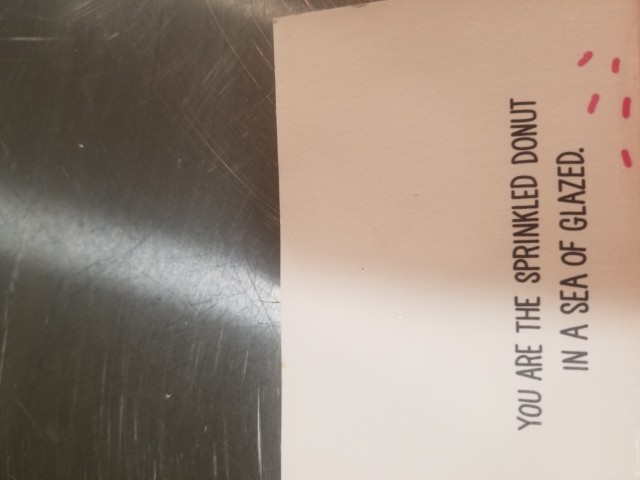 YOU ARE THE SPRINKLED DONUT
IN A SEA OF GLAZED.